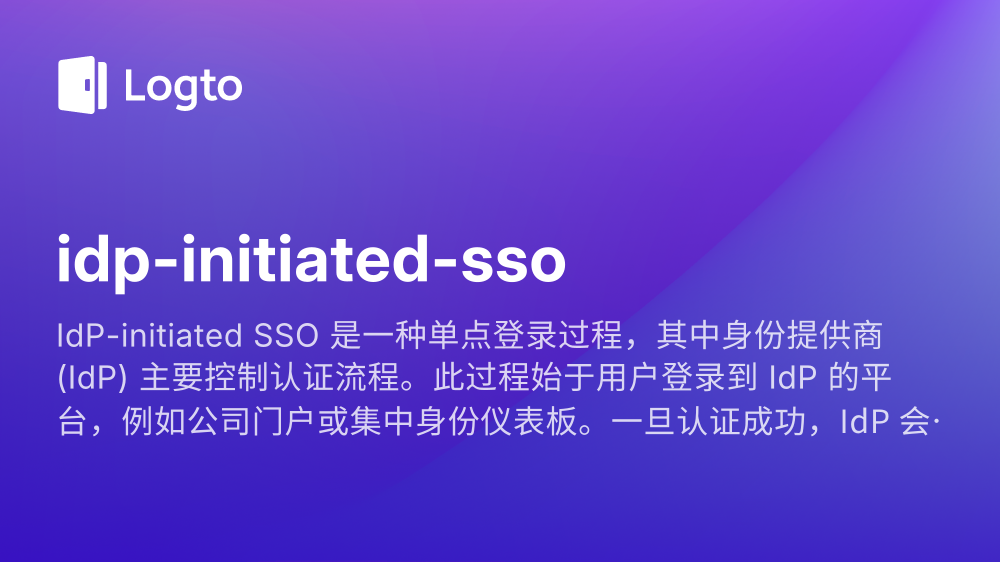 Logto
idp-initiated-sso
IdP-initiated SSO 是一种单点登录过程，其中身份提供商
(IdP) 主要控制认证流程。此过程始于用户登录到 IdP 的平
台，例如公司门户或集中身份仪表板。一旦认证成功，IdP 会·